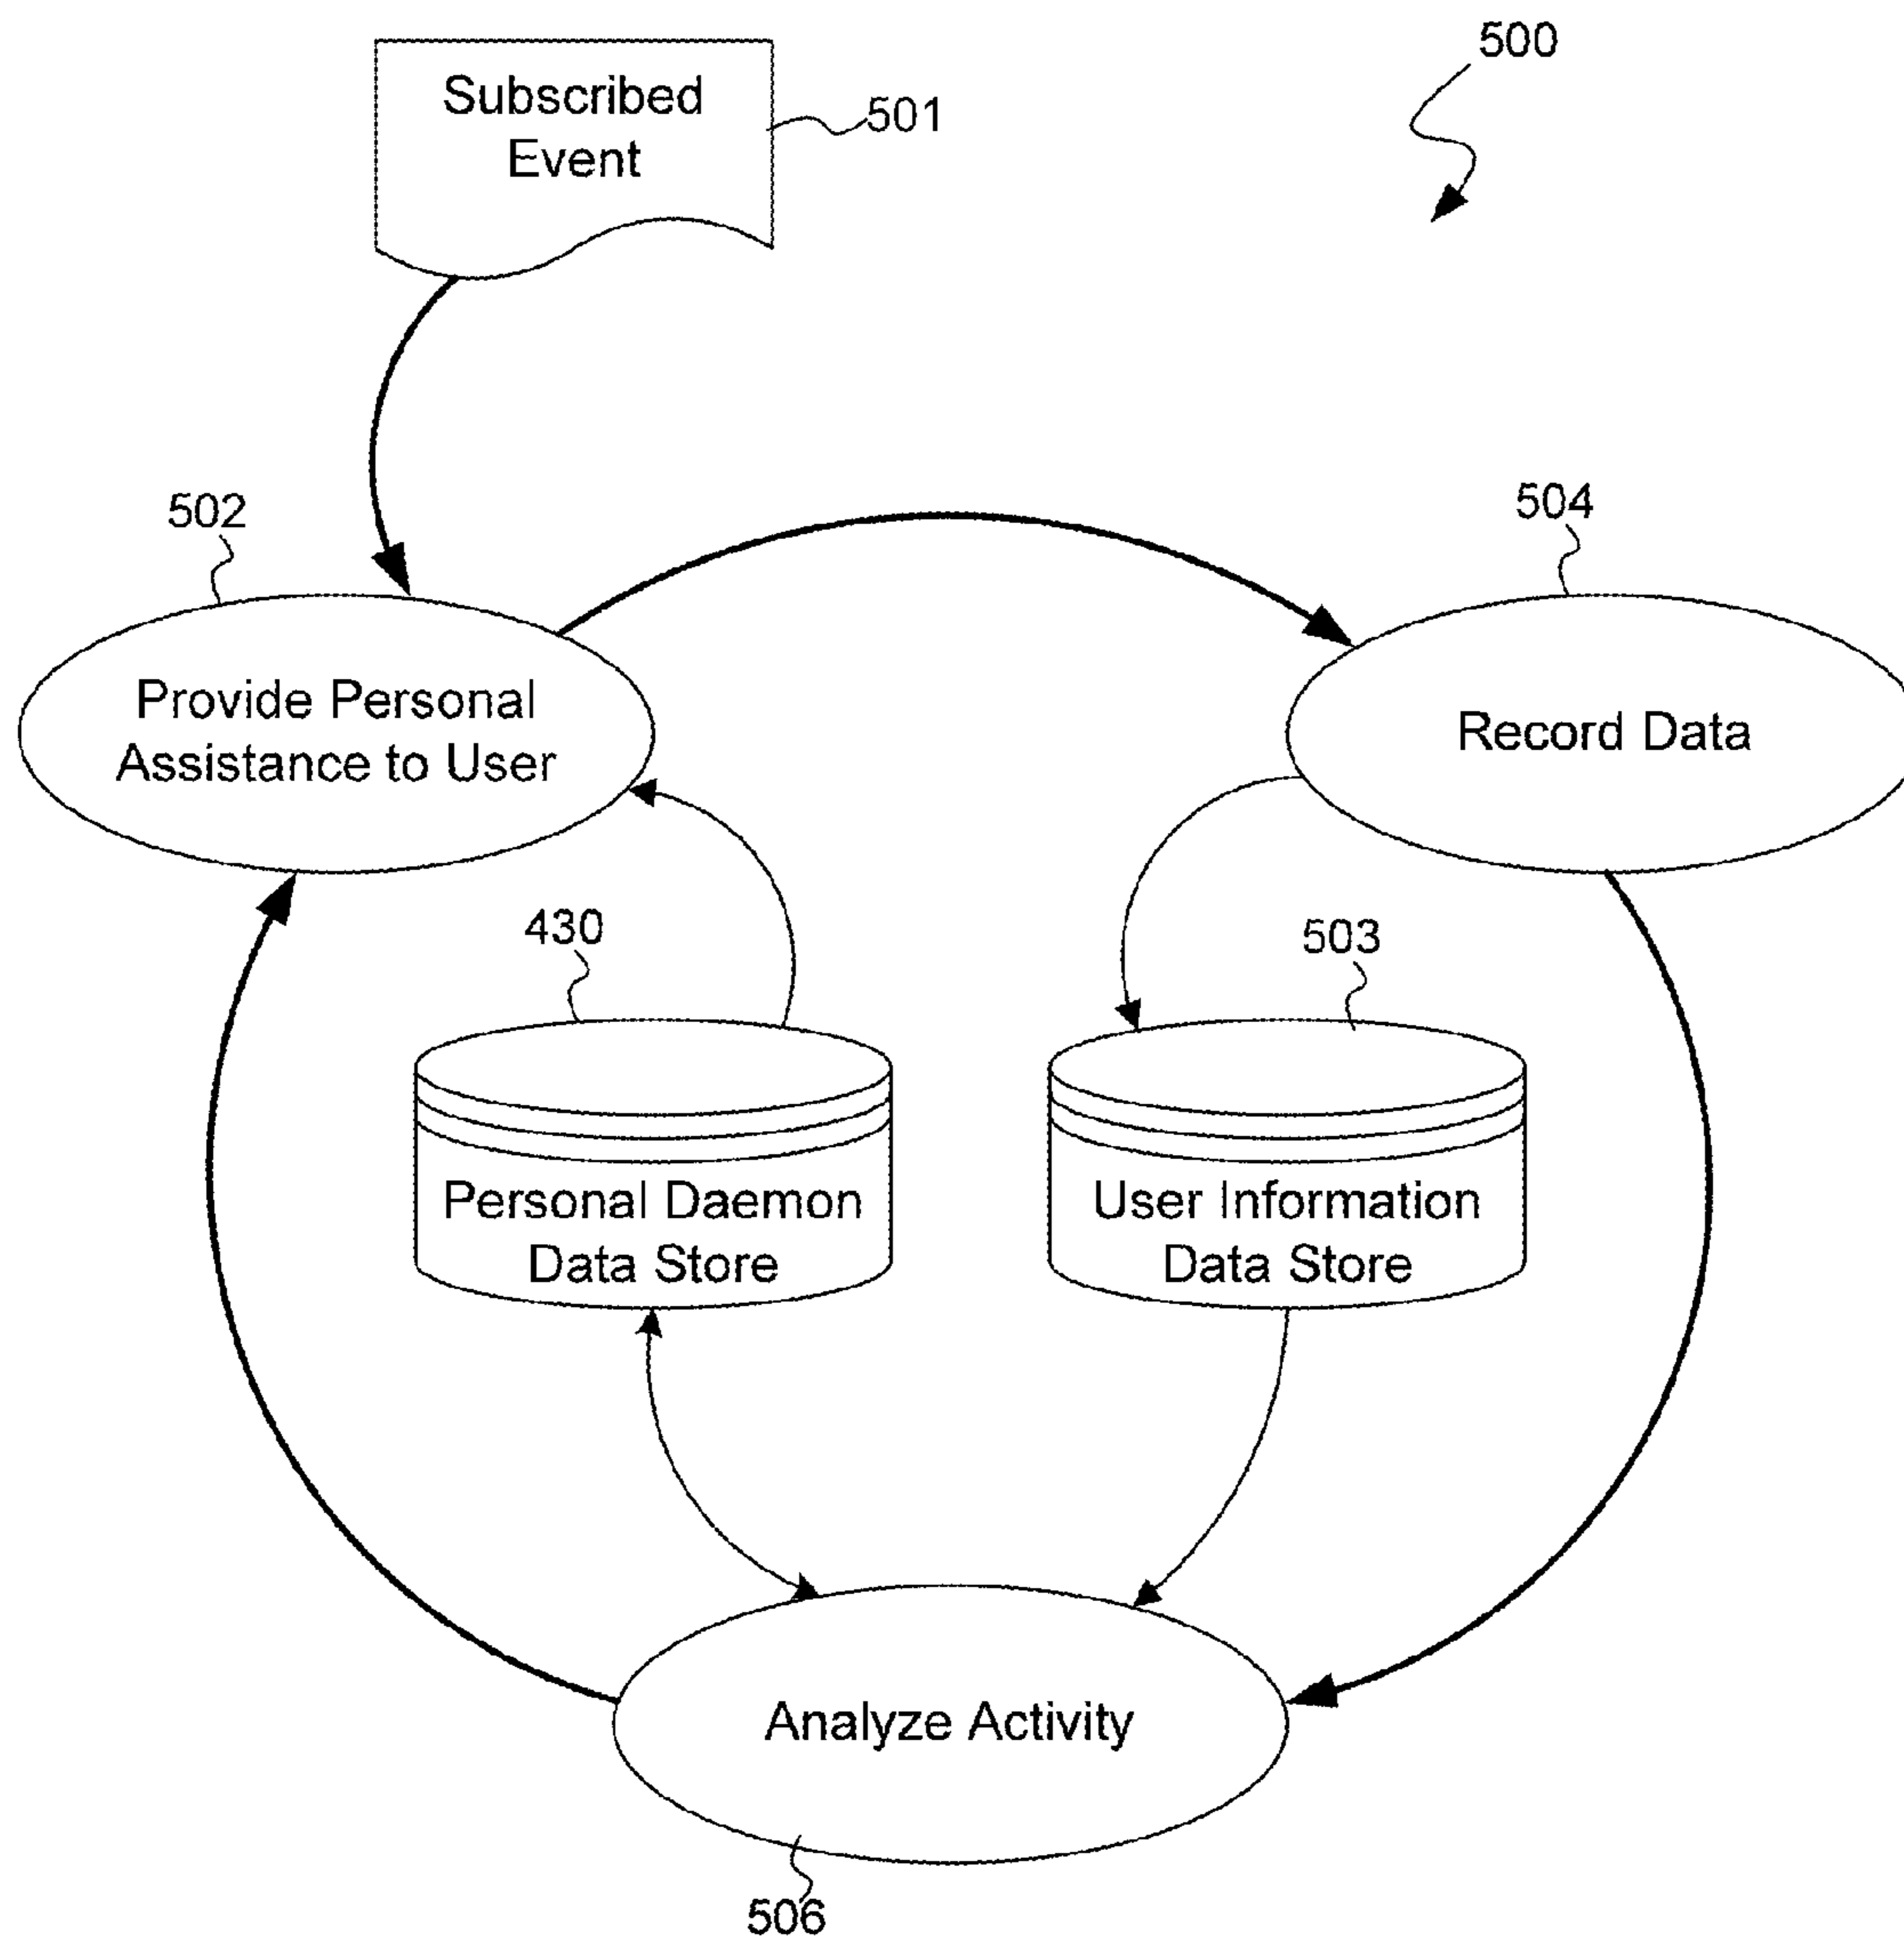 500
Subscribed
Event
501
502
504
Provide Personal
Assistance to User
Record Data
430
503
Personal Daemon
Data Store
User Information
Data Store
Analyze Activity
506